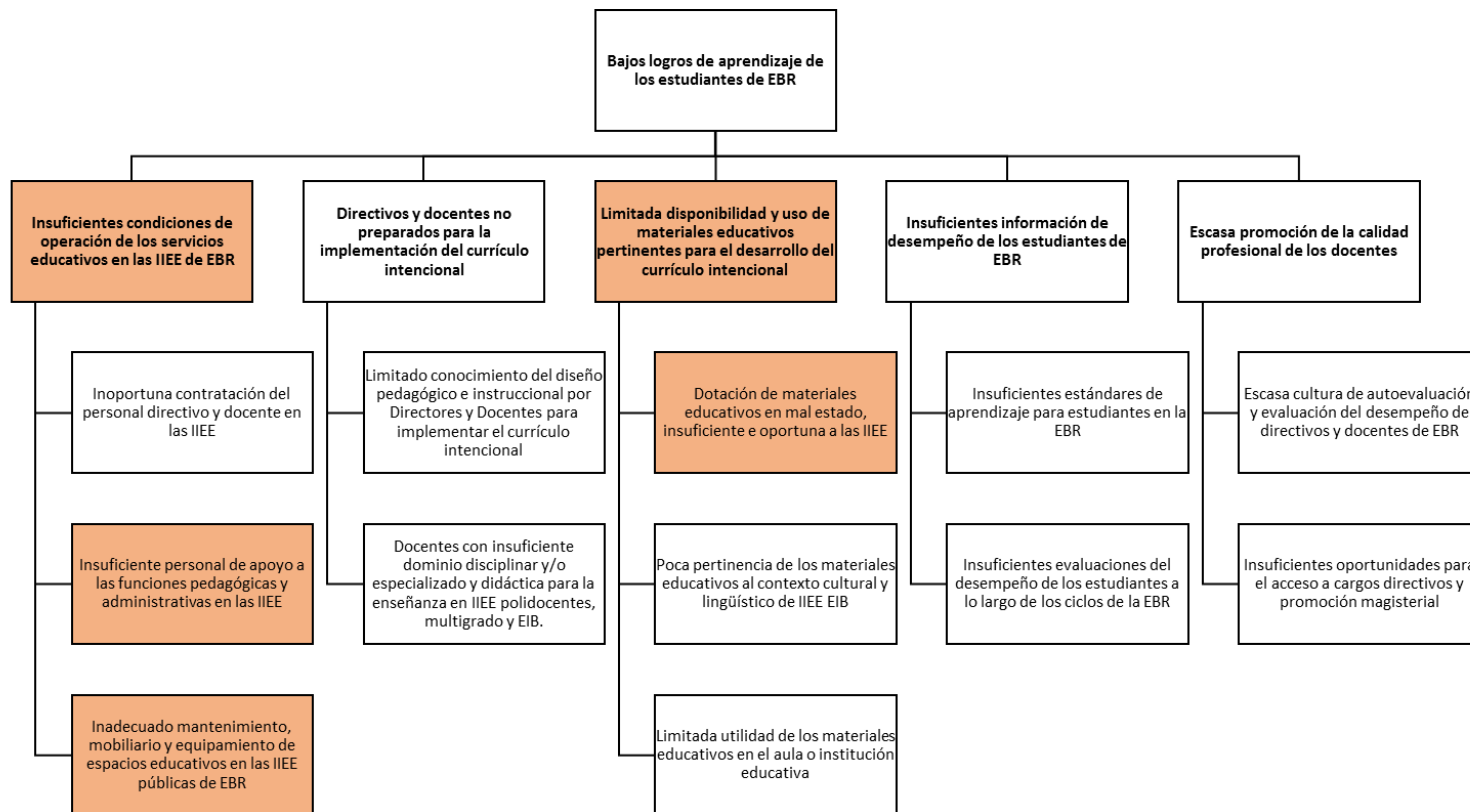 Bajos logros de aprendizaje de
los estudiantes de EBR
Insuficientes condiciones de
operación de los servicios
educativos en las IIEE de EBR
Directivos y docentes no
preparados para la
implementación del currículo
intencional
Limitada disponibilidad y uso de
materiales educativos
pertinentes para el desarrollo del
currículo intencional
Insuficientes información de
desempeño de los estudiantes de
EBR
Escasa promoción de la calidad
profesional de los docentes
Inoportuna contratación del
personal directivo y docente en
las IIEE
Limitado conocimiento del diseño
pedagógico e instruccional por
Directores y Docentes para
implementar el currículo
intencional
Dotación de materiales
educativos en mal estado,
insuficiente e oportuna a las IIEE
Insuficientes estándares de
aprendizaje para estudiantes en la
EBR
Escasa cultura de autoevaluación
y evaluación del desempeño de
directivos y docentes de EBR
Insuficiente personal de apoyo a
las funciones pedagógicas y
administrativas en las IIEE
Docentes con insuficiente
dominio disciplinar y/o
especializado y didáctica para la
enseñanza en IIEE polidocentes,
multigrado y EIB.
Poca pertinencia de los materiales
educativos al contexto cultural y
lingüístico de IIEE EIB
Insuficientes evaluaciones del
desempeño de los estudiantes a
lo largo de los ciclos de la EBR
Insuficientes oportunidades para
el acceso a cargos directivos y
promoción magisterial
Inadecuado mantenimiento,
mobiliario y equipamiento de
espacios educativos en las IIEE
públicas de EBR
Limitada utilidad de los materiales
educativos en el aula o institución
educativa